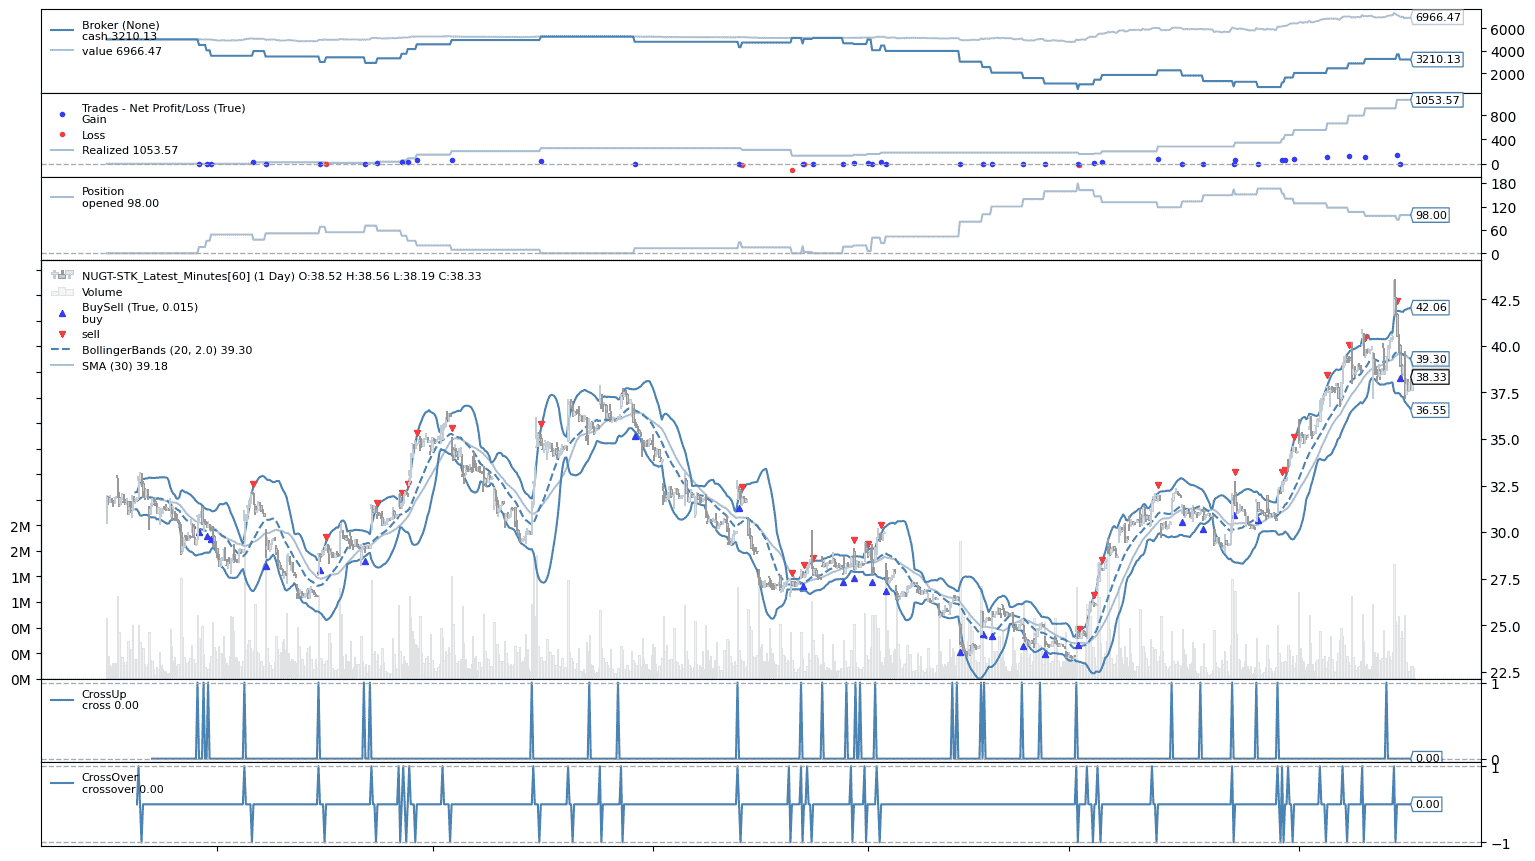 Broker (None)
cash 3210.13
value 6966.47
6966.47
6000
4000
3210.13
2000
Trades - Net Profit/Loss (True)
Gain
Loss
Realized 1053.57
1053.57
800
400
0
Position
opened 98.00
180
120
98.00
60
0
NUGT-STK_Latest_Minutes[60] (1 Day) O:38.52 H:38.56 L:38.19 C:38.33
Volume
BuySell (True, 0.015)
buy
sell
BollingerBands (20, 2.0) 39.30
SMA (30) 39.18
42.5
42.06
40.0
39.30
38.33
37.5
36.55
35.0
32.5
30.0
27.5
25.0
22.5
2M
2M
1M
1M
0M
0M
0M
CrossUp
cross 0.00
1
0.00
0
CrossOver
crossover 0.00
1
0.00
−1